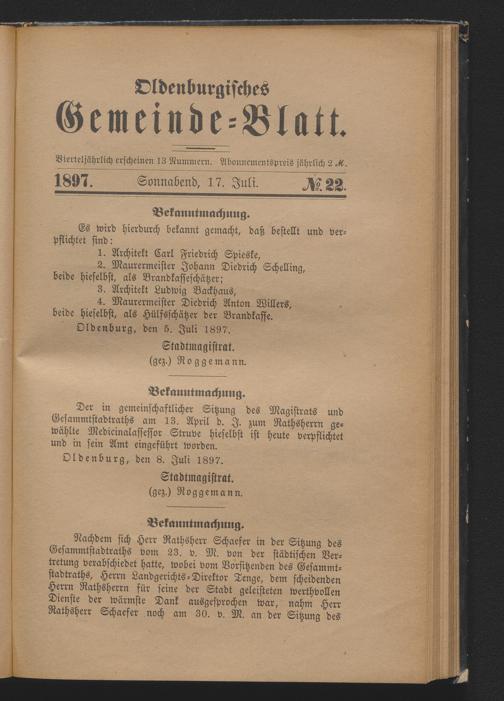 Oldenburgisches
Gemeinde-Blatt.
Vierteljährlich erscheinen 13 Nummern. Abonnementspreis jährlich 2 ℳ.
1897. Sonnabend, 17. Juli. №. 22.
Bekanntmachung.
Es wird hierdurch bekannt gemacht, daß bestellt und ver-
pflichtet sind:
1. Architekt Carl Friedrich Spieske,
2. Maurermeister Johann Diedrich Schelling,
beide hieselbst, als Brandkasseschätzer;
3. Architekt Ludwig Backhaus,
4. Maurermeister Diedrich Anton Willers,
beide hieselbst, als Hülfsschätzer der Brandkasse.
Oldenburg, den 5. Juli 1897.
Stadtmagistrat.
(gez.) Roggemann.
Bekanntmachung.
Der in gemeinschaftlicher Sitzung des Magistrats und
Gesammtstadtraths am 13. April d. J. zum Rathsherrn ge-
wählte Medicinalassessor Struve hieselbst ist heute verpflichtet
und in sein Amt eingeführt worden.
Oldenburg, den 8. Juli 1897.
Stadtmagistrat.
(gez.) Roggemann.
Bekanntmachung.
Nachdem sich Herr Rathsherr Schaefer in der Sitzung des
Gesammtstadtraths vom 23. v. M. von der städtischen Ver-
tretung verabschiedet hatte, wobei vom Vorsitzenden des Gesammt-
stadtraths, Herrn Landgerichts-Direktor Tenge, dem scheidenden
Herrn Rathsherrn für seine der Stadt geleisteten werthvollen
Dienste der wärmste Dank ausgesprochen war, nahm Herr
Rathsherr Schaefer noch am 30. v. M. an der Sitzung des